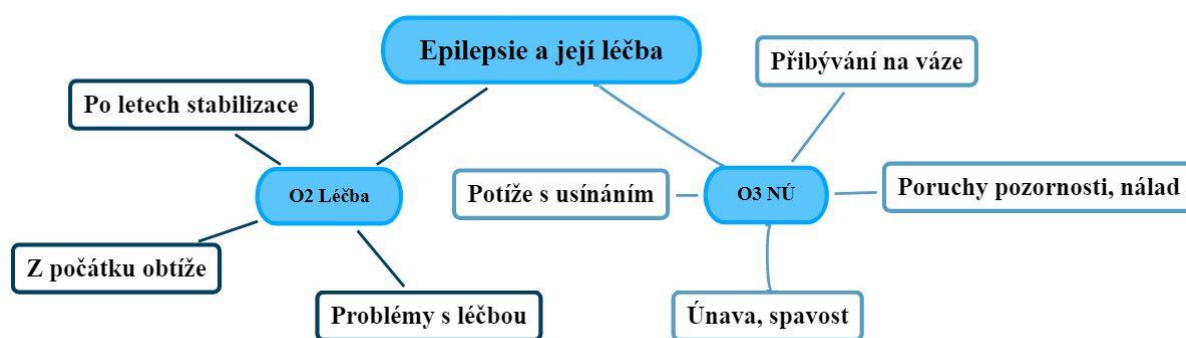 Epilepsie a její léčba
Přibývání na váze
Po letech stabilizace
O2 Léčba
Potíže s usínáním
O3 NÚ
Poruchy pozornosti, nálad
Z počátku obtíže
Problémy s léčbou
Únava, spavost